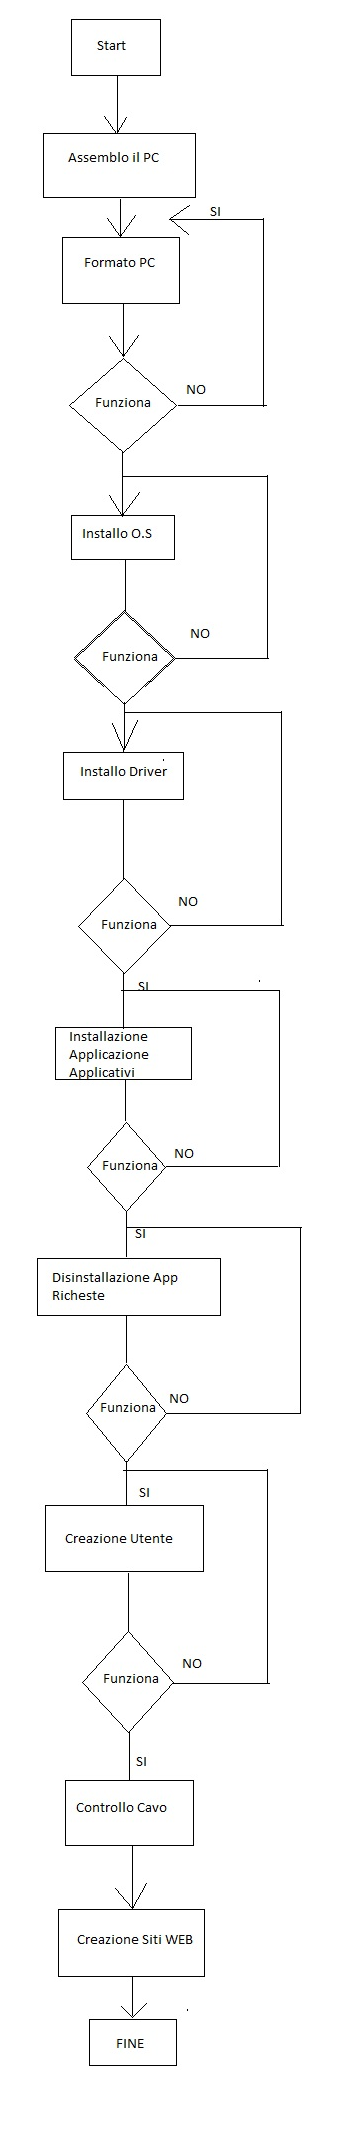 Start
Assemblo il PC
SI
Formato PC
NO
Funziona
Installo O.S
NO
Funziona
Installo Driver
NO
Funziona
SI
Installazione
Applicazione
Applicativi
NO
Funziona
SI
Disinstallazione App
Richeste
NO
Funziona
SI
Creazione Utente
NO
Funziona
SI
Controllo Cavo
Creazione Siti WEB
FINE